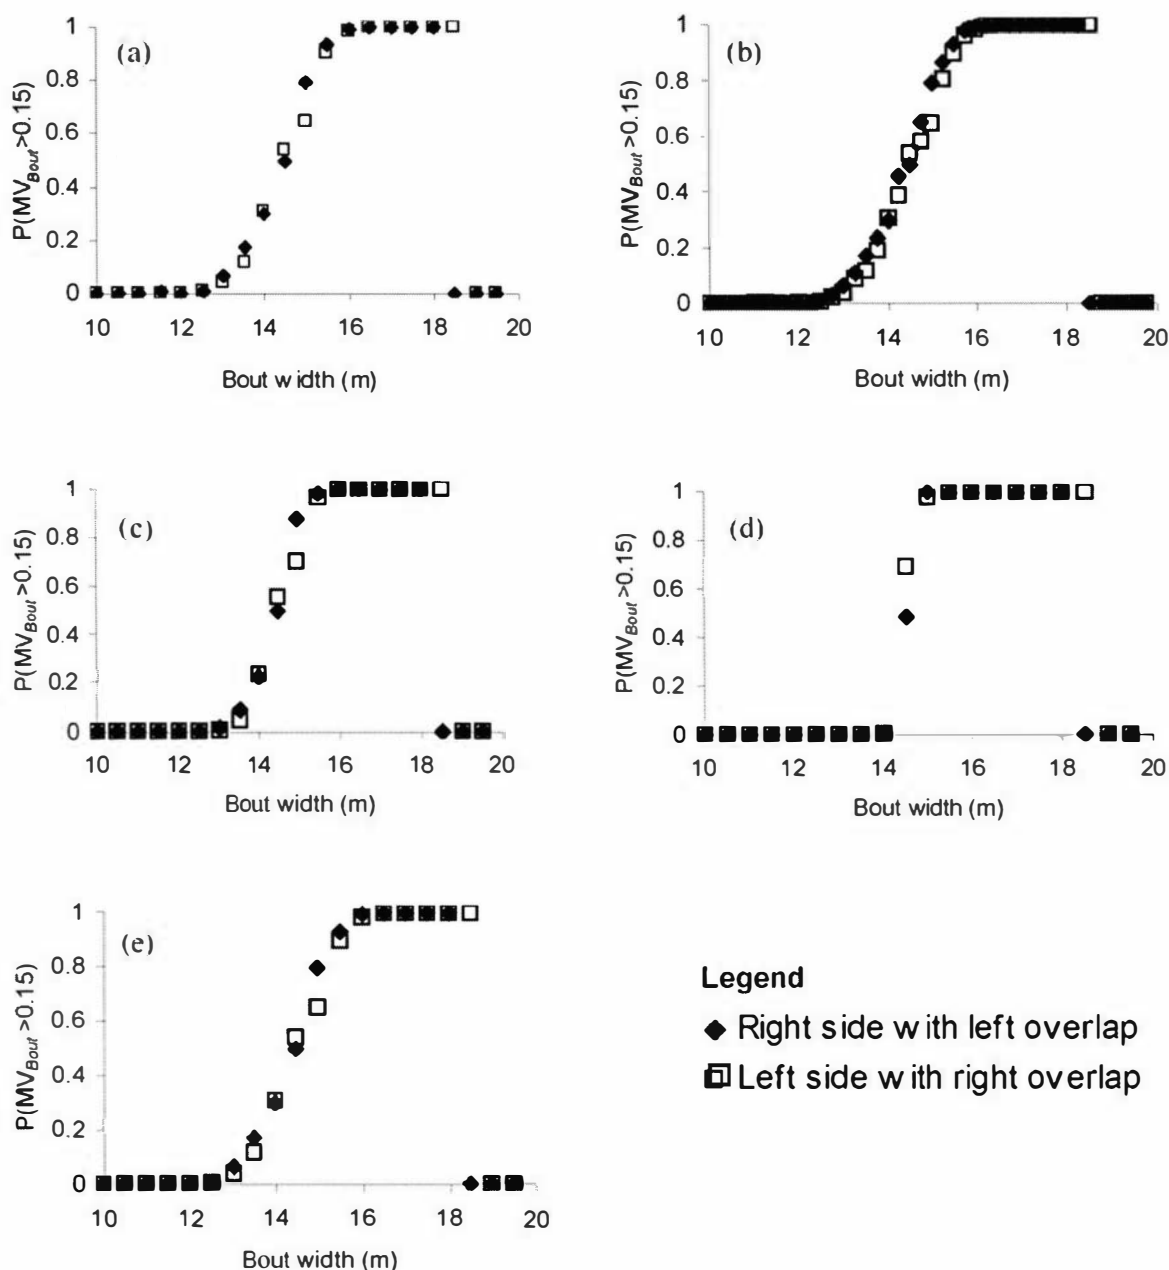 (a)
P(MV_Bout >0.15)
1
0.8
0.6
0.4
0.2
0
10 12 14 16 18 20
Bout width (m)
(b)
P(MV_Bout >0.15)
1
0.8
0.6
0.4
0.2
0
10 12 14 16 18 20
Bout width (m)
(c)
P(MV_Bout >0.15)
1
0.8
0.6
0.4
0.2
0
10 12 14 16 18 20
Bout width (m)
(d)
P(MV_Bout >0.15)
1
0.8
0.6
0.4
0.2
0
10 12 14 16 18 20
Bout width (m)
(e)
P(MV_Bout >0.15)
1
0.8
0.6
0.4
0.2
0
10 12 14 16 18 20
Bout width (m)
Legend
Right side with left overlap
Left side with right overlap